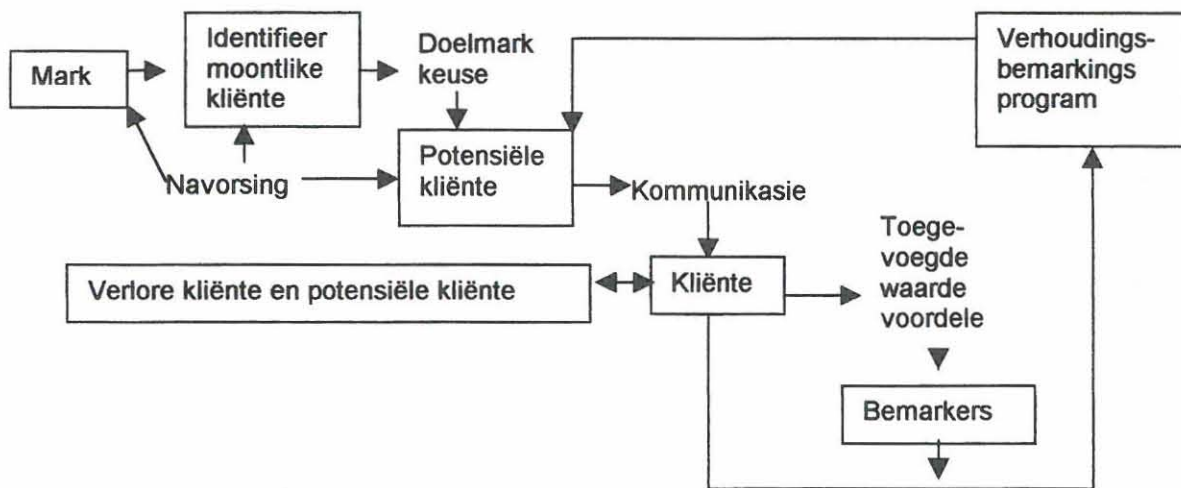 Mark
Identifieer
moontlike
kliënte
Doelmark
keuse
Verhoudings-
bemarkings
program
Navorsing
Potensiële
kliënte
Kommunikasie
Verlore kliënte en potensiële kliënte
Kliënte
Toege-
voegde
waarde
voordele
Bemarkers